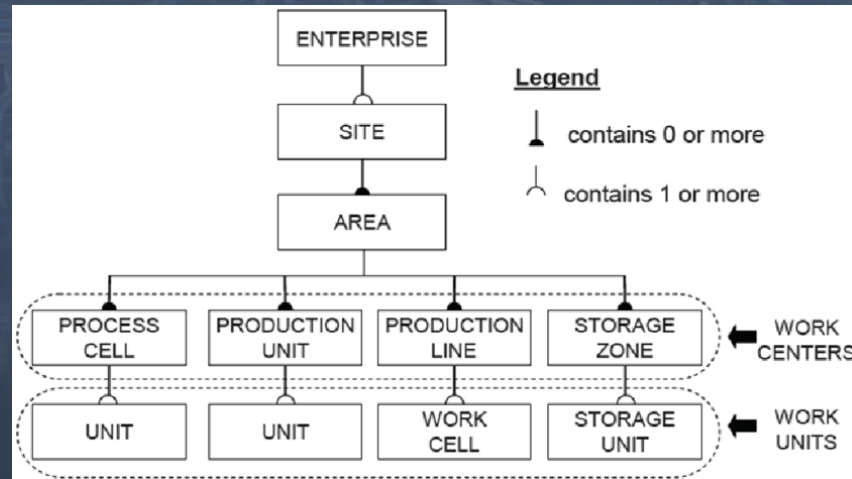 ENTERPRISE
Legend
SITE
contains 0 or more
contains 1 or more
AREA
PROCESS
CELL
PRODUCTION
UNIT
PRODUCTION
LINE
STORAGE
ZONE
WORK
CENTERS
UNIT
UNIT
WORK
CELL
STORAGE
UNIT
WORK
UNITS